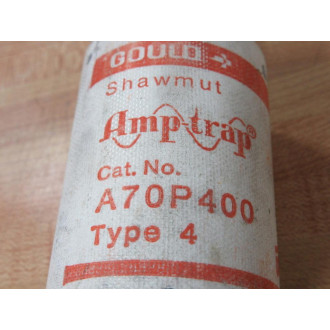 GOULD
Shawmut
Amp-trap®
Cat. No.
A70P400
Type 4